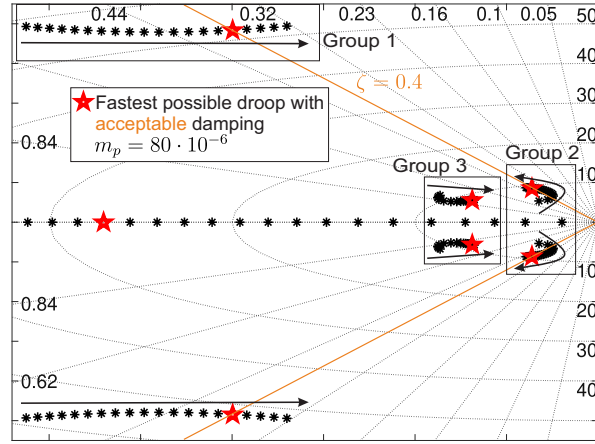 0.44 0.32 0.23 0.16 0.1 0.05 50
Group 1
40
ζ = 0.4
30
Fastest possible droop with
acceptable damping
m_p = 80 · 10^{-6}
0.84
20
Group 3
Group 2
10
10
0.84
20
30
0.62
40